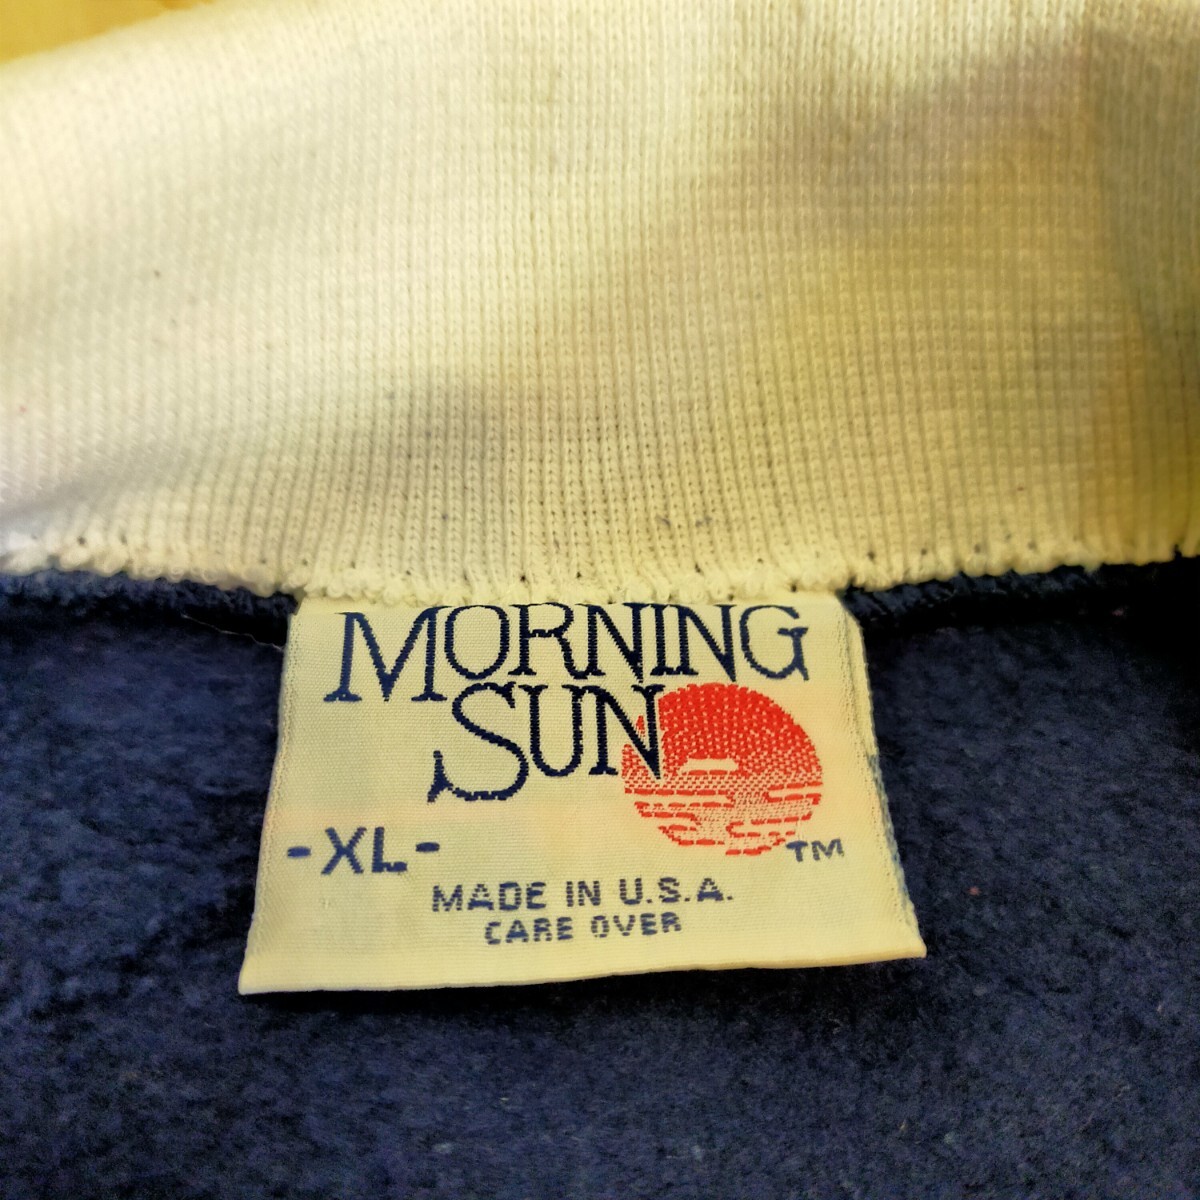 MORNING
SUN
-XL-
TM
MADE IN U.S.A.
CARE OVER